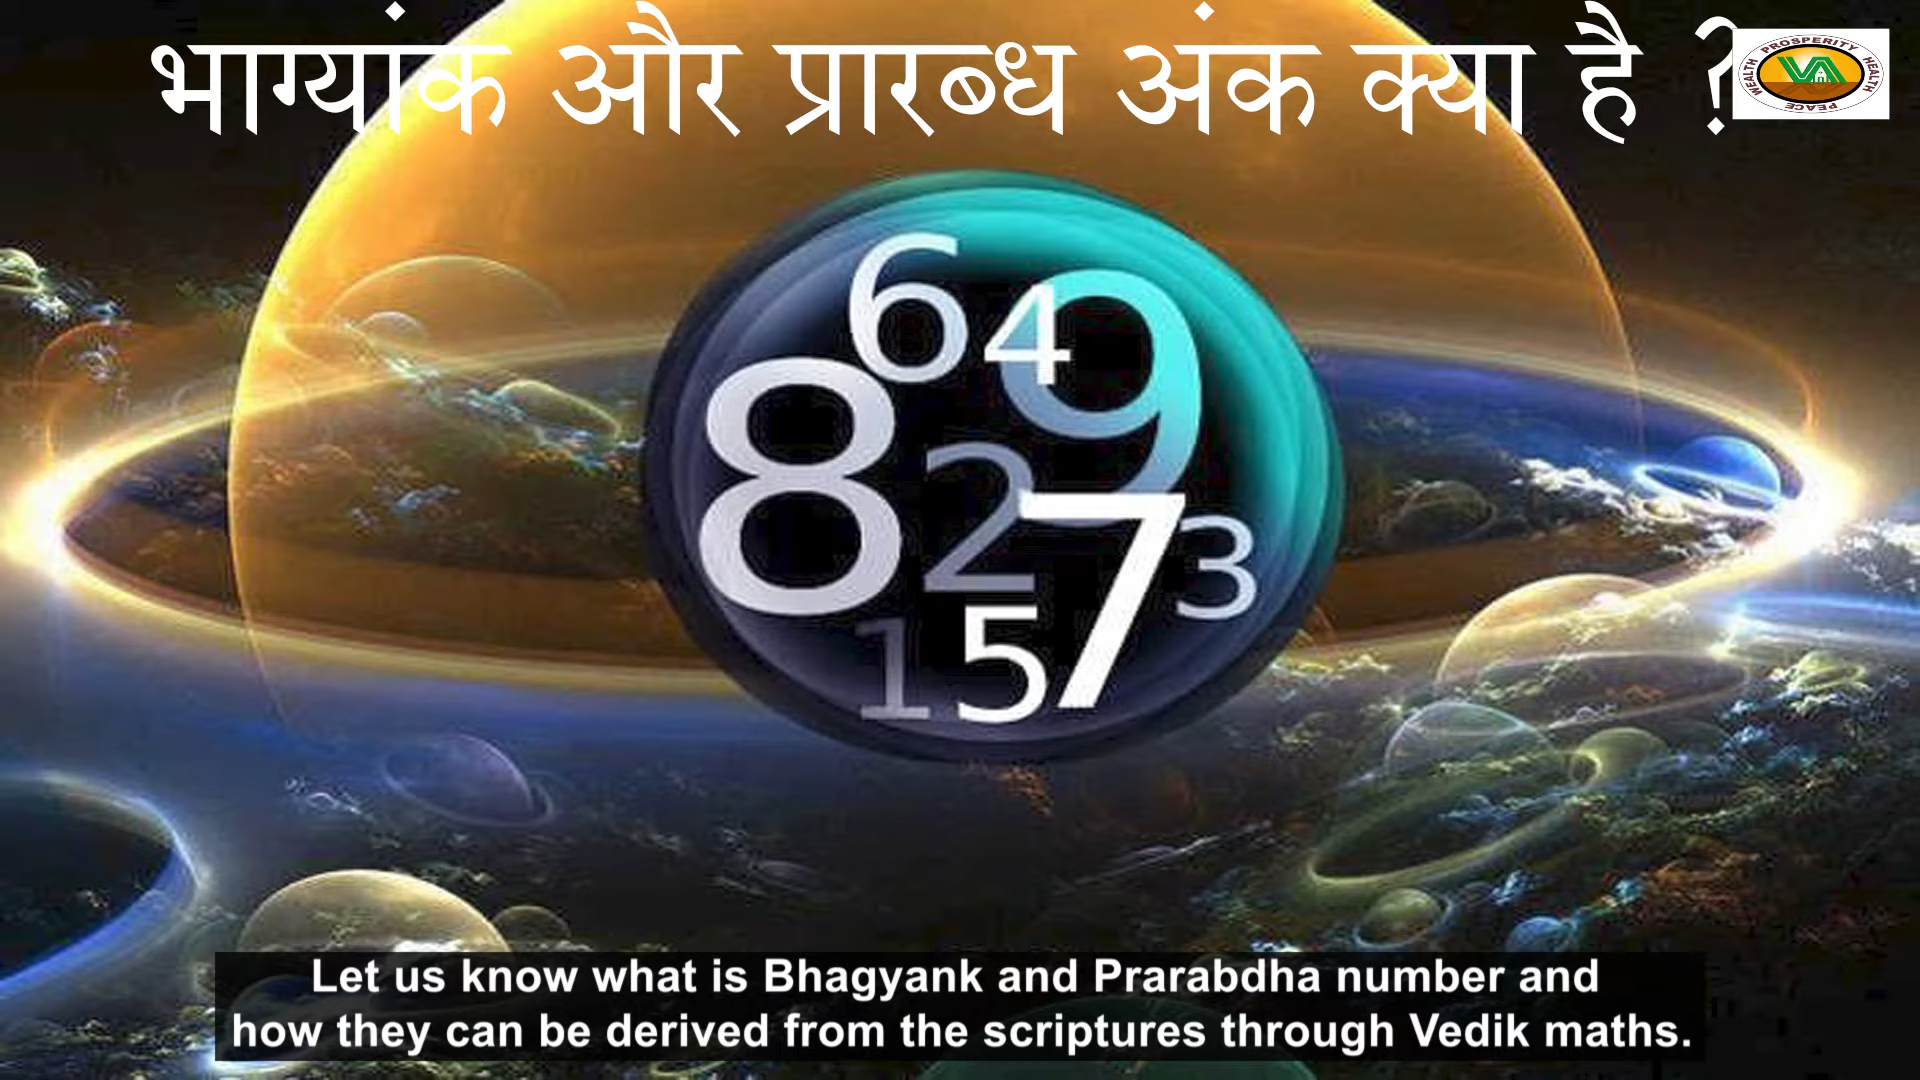 भाग्यांक और प्रारब्ध अंक क्या है ?
PROSPERITY
WEALTH
HEALTH
PEACE
VA
6
4
9
8
2
7
3
1
5
Let us know what is Bhagyank and Prarabdha number and
how they can be derived from the scriptures through Vedik maths.